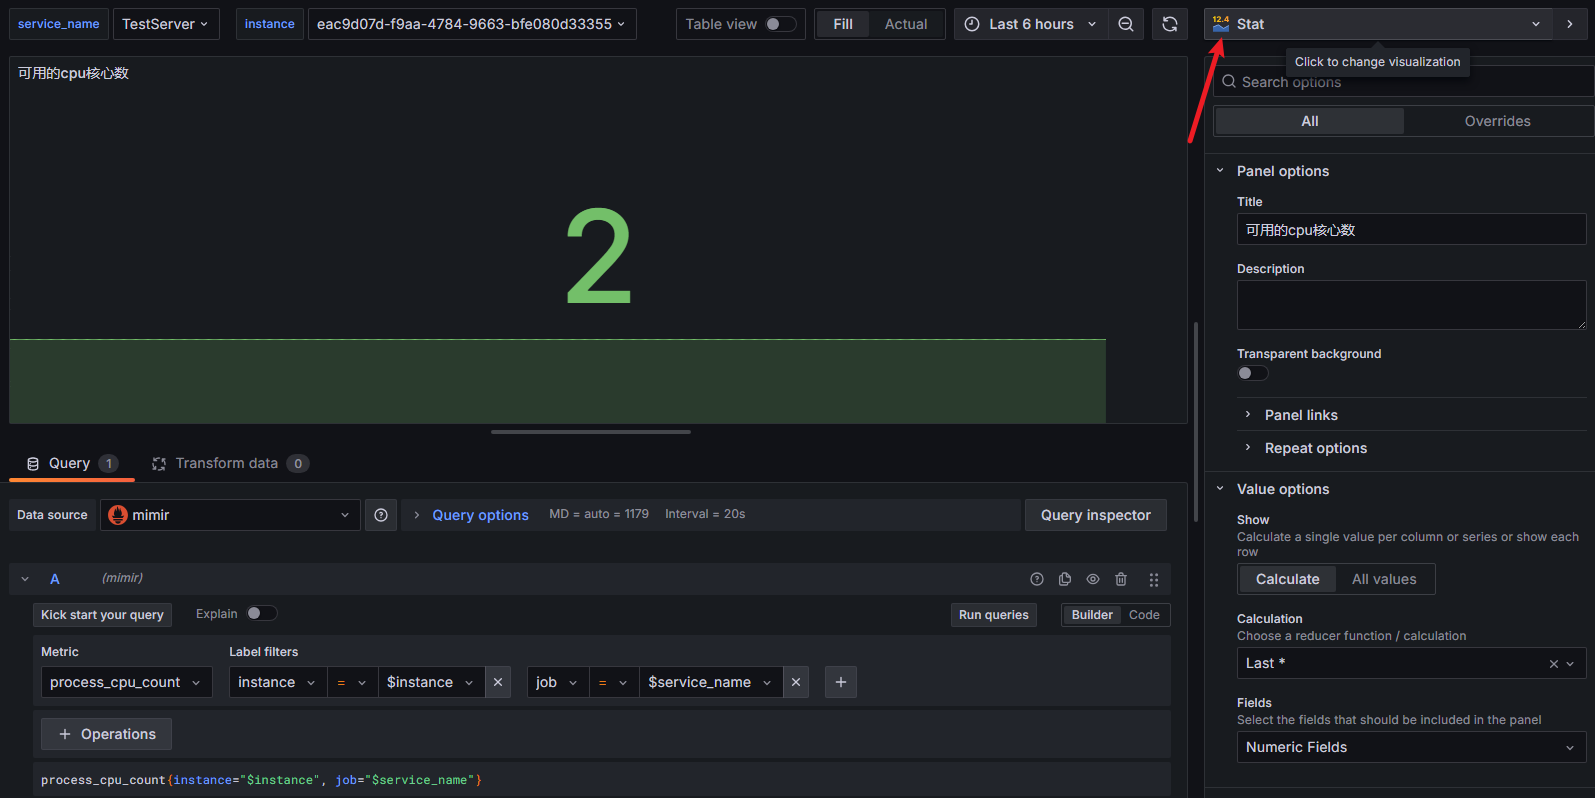 service_name
TestServer
instance
eac9d07d-f9aa-4784-9663-bfe080d33355
Table view
Fill
Actual
Last 6 hours
12.4
Stat
Click to change visualization
Search options
All
Overrides
可用的cpu核心数
2
Panel options
Title
可用的cpu核心数
Description
Transparent background
Panel links
Repeat options
Value options
Show
Calculate a single value per column or series or show each
row
Calculate
All values
Calculation
Choose a reducer function / calculation
Last *
Fields
Select the fields that should be included in the panel
Numeric Fields
Query 1
Transform data 0
Data source
mimir
Query options
MD = auto = 1179
Interval = 20s
Query inspector
A
(mimir)
Kick start your query
Explain
Run queries
Builder
Code
Metric
Label filters
process_cpu_count
instance
=
$instance
job
=
$service_name
+
+ Operations
process_cpu_count{instance="$instance", job="$service_name"}